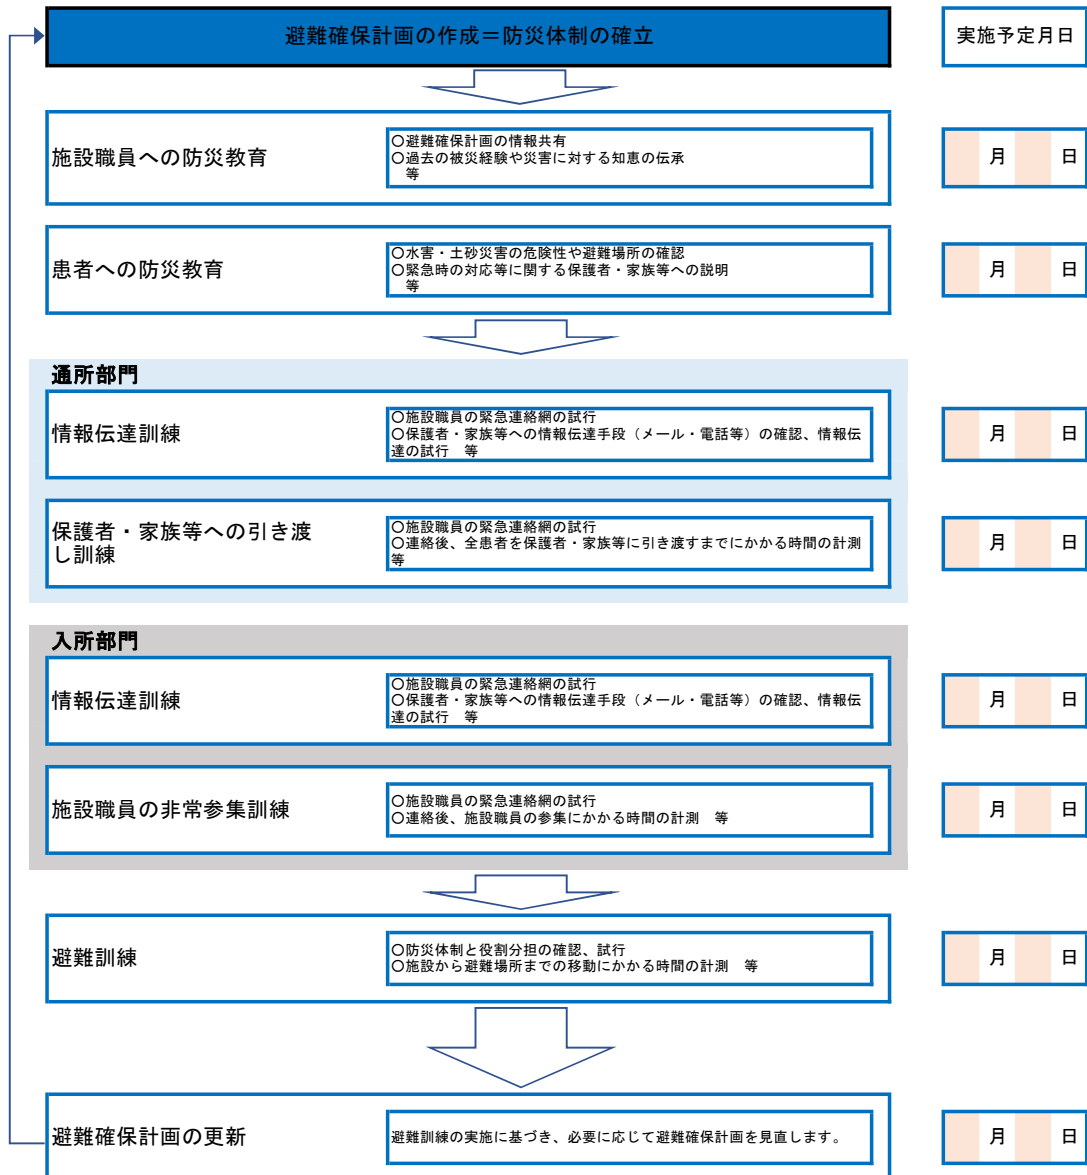 避難確保計画の作成=防災体制の確立
実施予定月日
施設職員への防災教育
〇避難確保計画の情報共有
〇過去の被災経験や災害に対する知恵の伝承
等
月 日
患者への防災教育
〇水害・土砂災害の危険性や避難場所の確認
〇緊急時の対応等に関する保護者・家族等への説明
等
月 日
通所部門
情報伝達訓練
〇施設職員の緊急連絡網の試行
〇保護者・家族等への情報伝達手段(メール・電話等)の確認、情報伝
達の試行 等
月 日
保護者・家族等への引き渡
し訓練
〇施設職員の緊急連絡網の試行
〇連絡後、全患者を保護者・家族等に引き渡すまでにかかる時間の計測
等
月 日
入所部門
情報伝達訓練
〇施設職員の緊急連絡網の試行
〇保護者・家族等への情報伝達手段(メール・電話等)の確認、情報伝
達の試行 等
月 日
施設職員の非常参集訓練
〇施設職員の緊急連絡網の試行
〇連絡後、施設職員の参集にかかる時間の計測 等
月 日
避難訓練
〇防災体制と役割分担の確認、試行
〇施設から避難場所までの移動にかかる時間の計測 等
月 日
避難確保計画の更新
避難訓練の実施に基づき、必要に応じて避難確保計画を見直します。
月 日